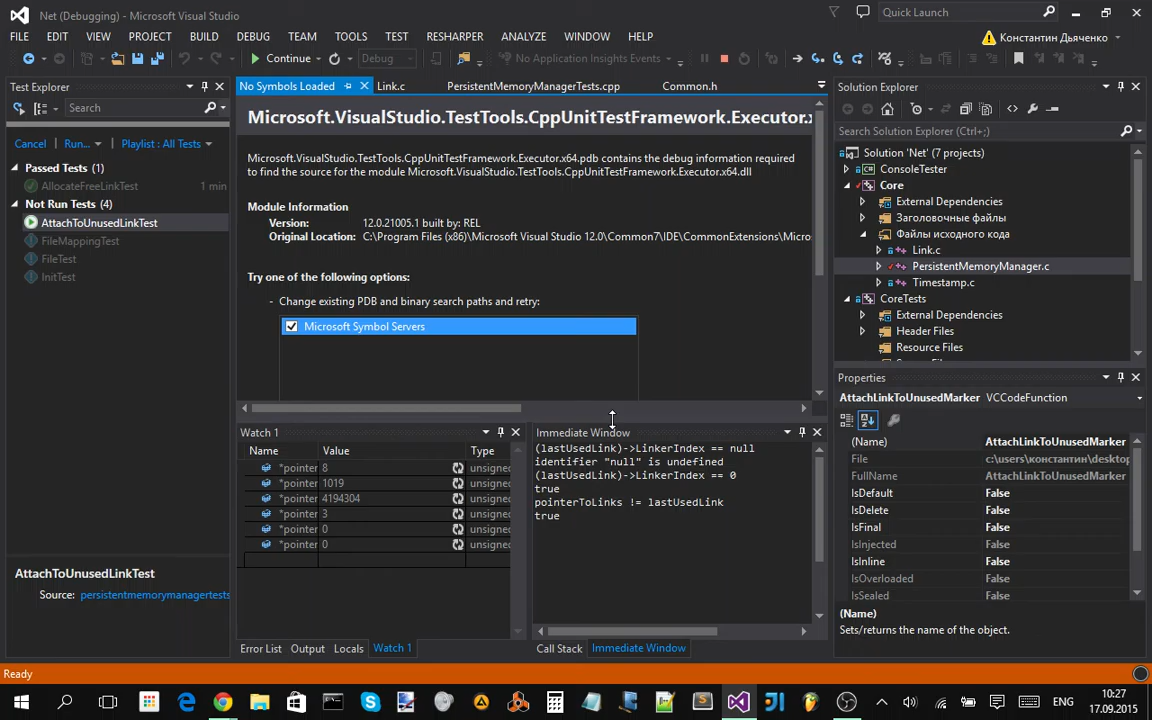 Net (Debugging) - Microsoft Visual Studio
Quick Launch
FILE EDIT VIEW PROJECT BUILD DEBUG TEAM TOOLS TEST RESHARPER ANALYZE WINDOW HELP
Константин Дьяченко
Continue
Debug
No Application Insights Events
Test Explorer
Search
Cancel Run... Playlist : All Tests
Passed Tests (1)
AllocateFreeLinkTest 1 min
Not Run Tests (4)
AttachToUnusedLinkTest
FileMappingTest
FileTest
InitTest
AttachToUnusedLinkTest
Source: persistentmemorymanagertests
No Symbols Loaded
Link.c
PersistentMemoryManagerTests.cpp
Common.h
Microsoft.VisualStudio.TestTools.CppUnitTestFramework.Executor.x
Microsoft.VisualStudio.TestTools.CppUnitTestFramework.Executor.x64.pdb contains the debug information required
to find the source for the module Microsoft.VisualStudio.TestTools.CppUnitTestFramework.Executor.x64.dll
Module Information
Version: 12.0.21005.1 built by: REL
Original Location: C:\Program Files (x86)\Microsoft Visual Studio 12.0\Common7\IDE\CommonExtensions\Micro
Try one of the following options:
- Change existing PDB and binary search paths and retry:
Microsoft Symbol Servers
Watch 1
Name Value Type
*pointer 8 unsigned
*pointer 1019 unsigned
*pointer 4194304 unsigned
*pointer 3 unsigned
*pointer 0 unsigned
*pointer 0 unsigned
Error List Output Locals Watch 1
Immediate Window
(lastUsedLink)->LinkerIndex == null
identifier "null" is undefined
(lastUsedLink)->LinkerIndex == 0
true
pointerToLinks != lastUsedLink
true
Call Stack Immediate Window
Solution Explorer
Search Solution Explorer (Ctrl+;)
Solution 'Net' (7 projects)
ConsoleTester
Core
External Dependencies
Заголовочные файлы
Файлы исходного кода
Link.c
PersistentMemoryManager.c
Timestamp.c
CoreTests
External Dependencies
Header Files
Resource Files
Properties
AttachLinkToUnusedMarker VCCodeFunction
(Name) AttachLinkToUnusedMarker
File c:\users\константин\desktop
FullName AttachLinkToUnusedMarker
IsDefault False
IsDelete False
IsFinal False
IsInjected False
IsInline False
IsOverloaded False
IsSealed False
(Name)
Sets/returns the name of the object.
Ready
ENG
10:27
17.09.2015